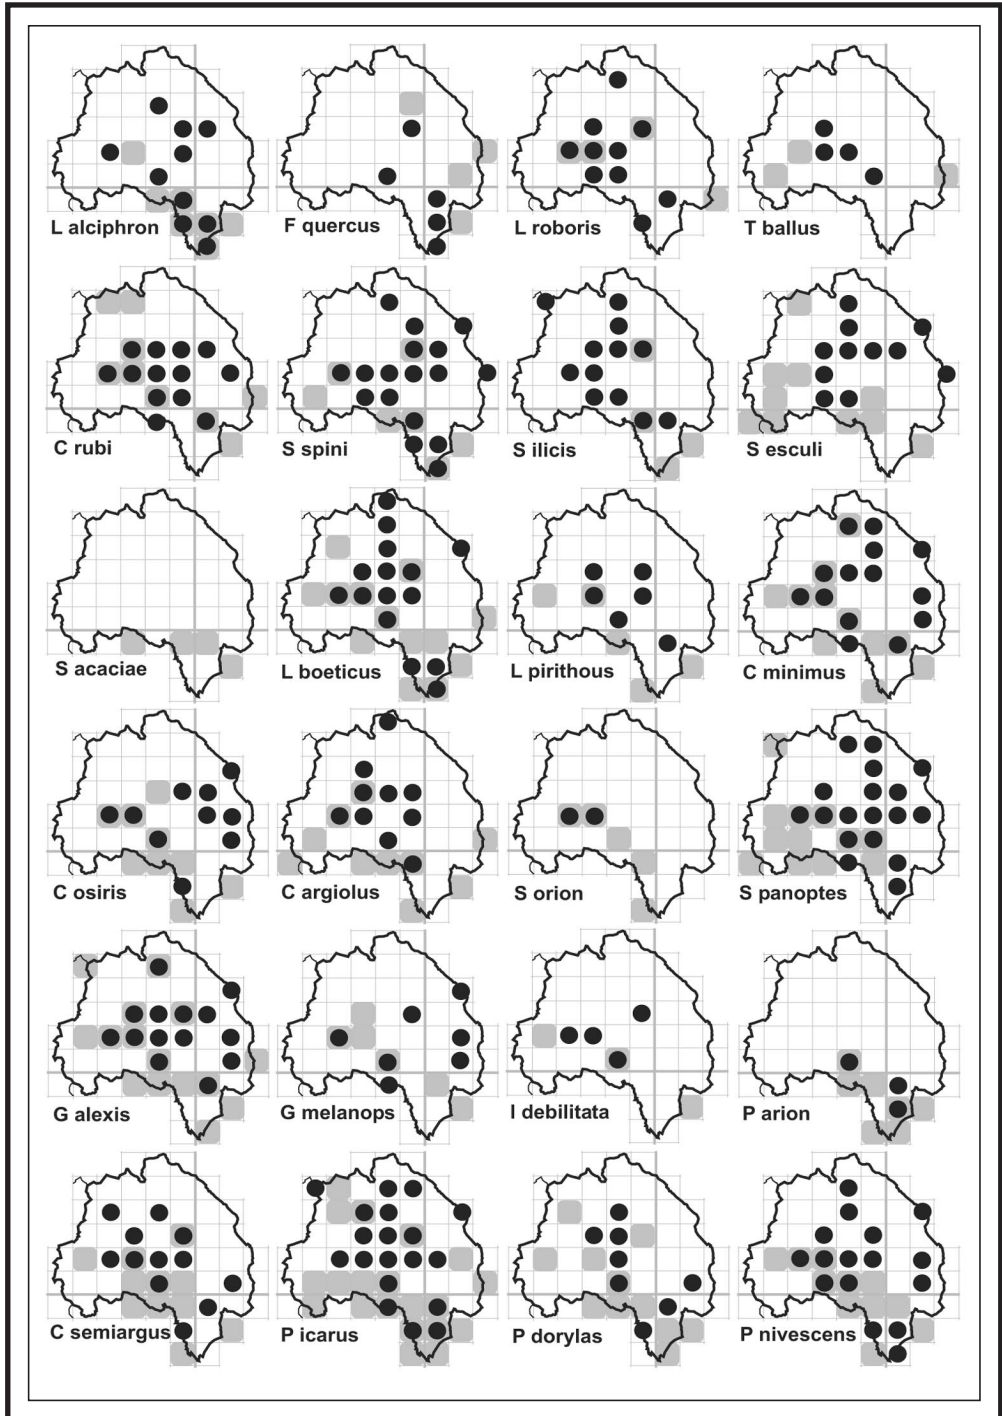 L alciphron F quercus L roboris T ballus
C rubi S spini S ilicis S esculi
S acaciae L boeticus L pirithous C minimus
C osiris C argiolus S orion S panoptes
G alexis G melanops I debilitata P arion
C semiargus P icarus P dorylas P nivescens